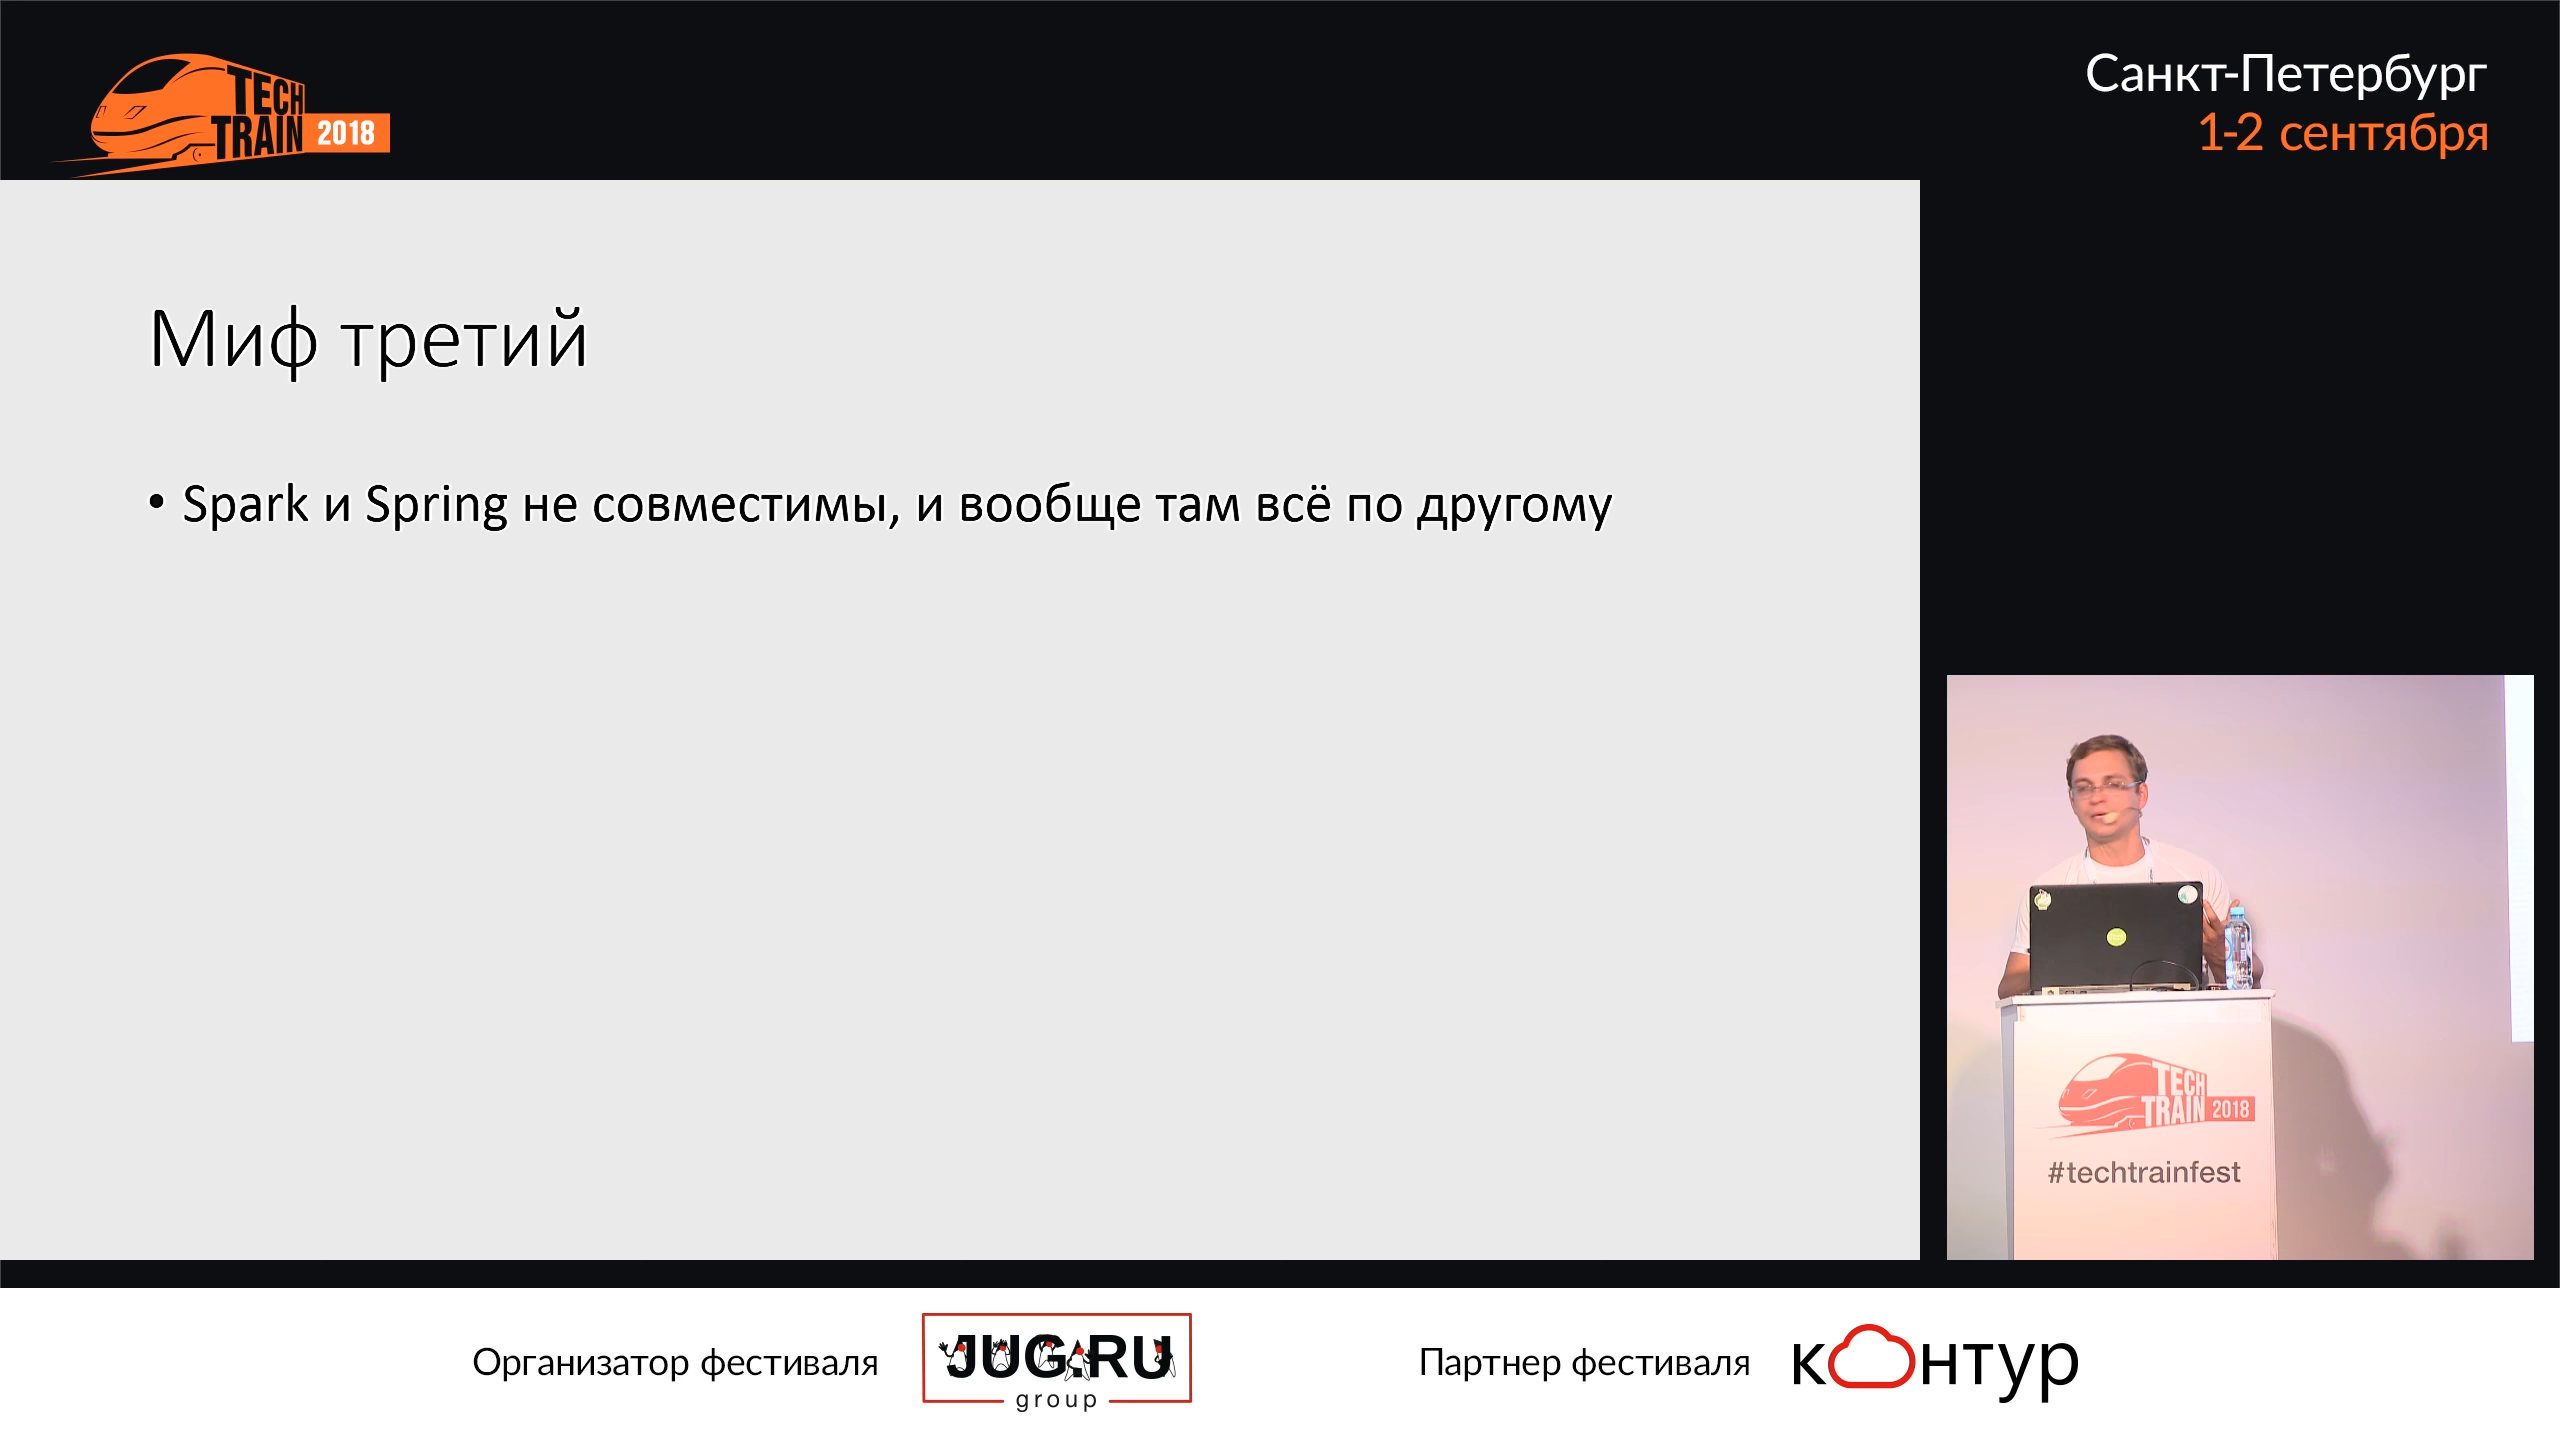 TECH
TRAIN 2018
Санкт-Петербург
1-2 сентября
Миф третий
• Spark и Spring не совместимы, и вообще там всё по другому
TECH
TRAIN 2018
#techtrainfest
Организатор фестиваля
JUG.RU
group
Партнер фестиваля
контур